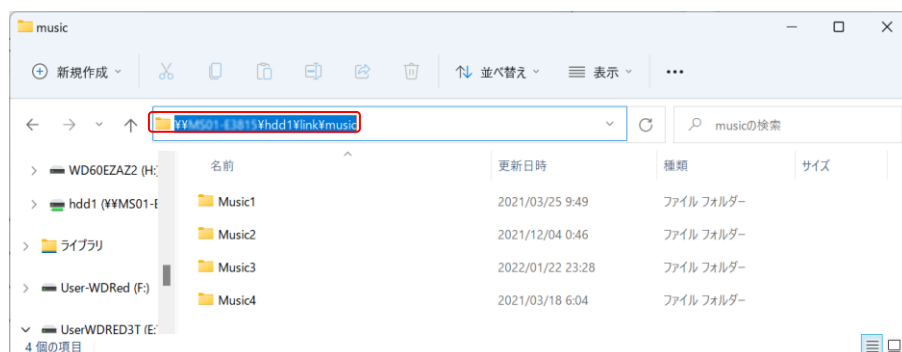 music
新規作成
並べ替え
表示
¥¥MS01-E3815¥hdd1¥link¥music
musicの検索
名前
更新日時
種類
サイズ
WD60EZAZ2 (H:)
hdd1 (¥¥MS01-E
ライブラリ
User-WDRed (F:)
UserWDRED3T (E:
Music1 2021/03/25 9:49 ファイル フォルダー
Music2 2021/12/04 0:46 ファイル フォルダー
Music3 2022/01/22 23:28 ファイル フォルダー
Music4 2021/03/18 6:04 ファイル フォルダー
4 個の項目